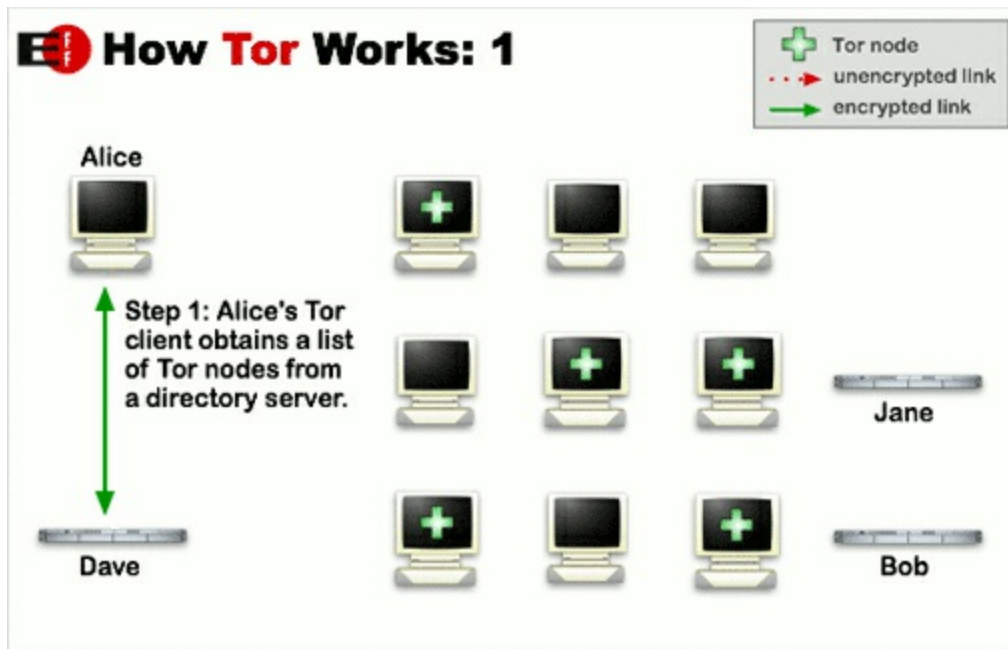 EFF How Tor Works: 1
Tor node
unencrypted link
encrypted link
Alice
Step 1: Alice's Tor
client obtains a list
of Tor nodes from
a directory server.
Jane
Dave
Bob